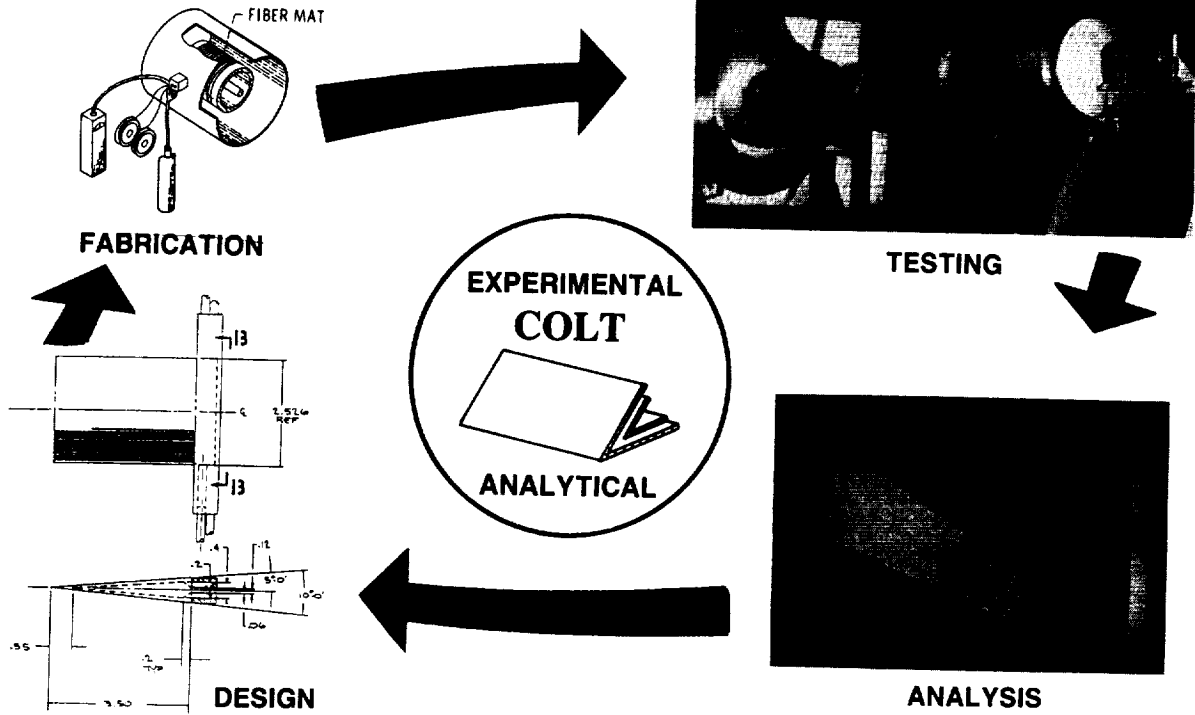 FIBER MAT
FABRICATION
TESTING
EXPERIMENTAL
COLT
ANALYTICAL
13
C
2.526
REF
13
.4
.12
.2
5°0'
10°0'
.06
.35
.2
TYP
3.50
DESIGN
ANALYSIS